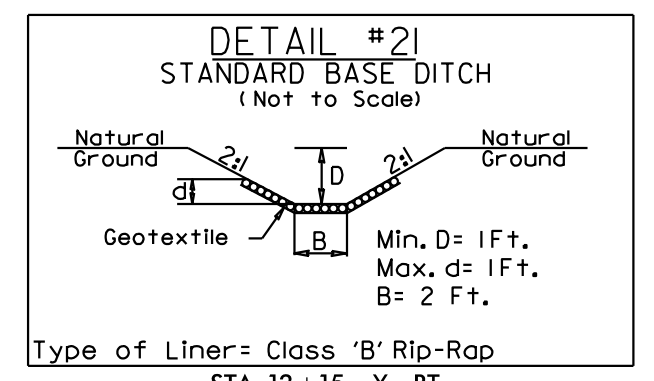 DETAIL #21
STANDARD BASE DITCH
(Not to Scale)
Natural
Ground
2:1
D
2:1
Natural
Ground
d
Geotextile
B
Min. D= 1Ft.
Max. d= 1Ft.
B= 2 Ft.
Type of Liner= Class 'B' Rip-Rap